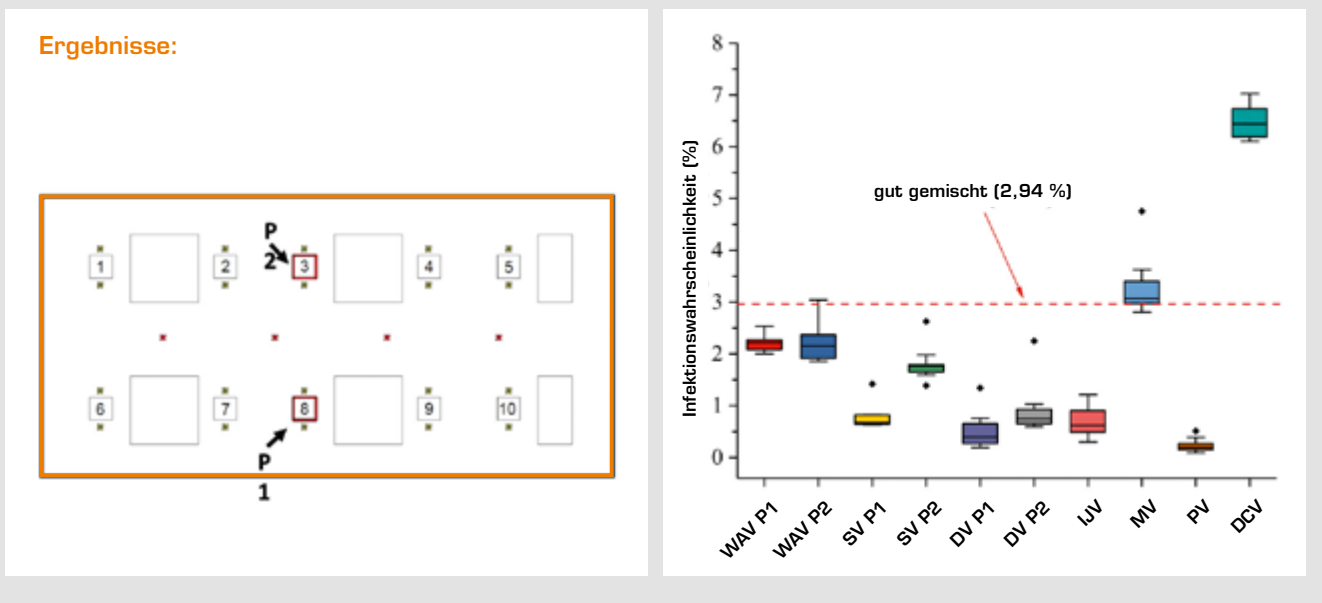 Ergebnisse:
P
2
1
2
3
4
5
6
7
8
9
10
P
1
Infektionswahrscheinlichkeit (%)
8
7
6
5
4
3
2
1
0
gut gemischt (2,94 %)
WAV P1
WAV P2
SV P1
SV P2
DV P1
DV P2
IJV
MV
PV
DCV